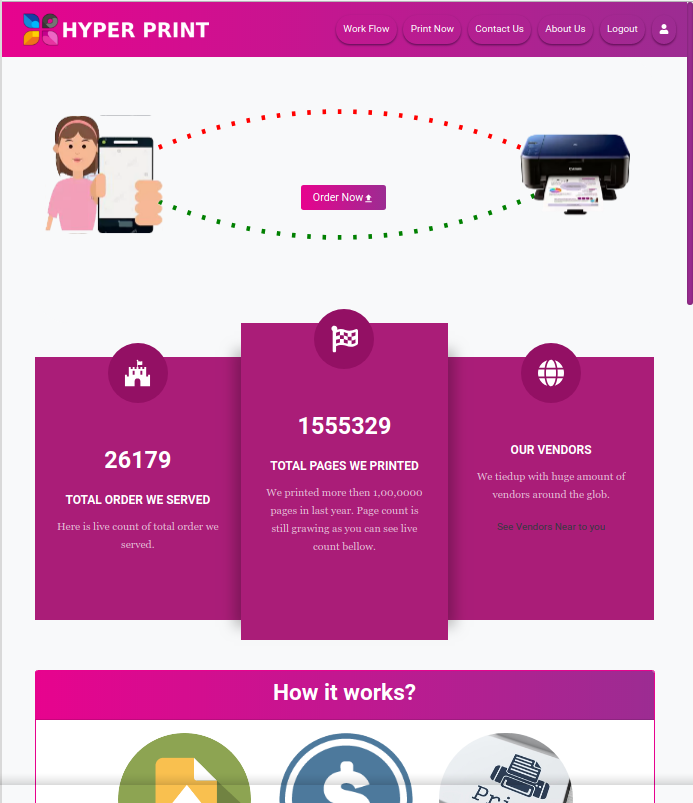 HYPER PRINT
Work Flow
Print Now
Contact Us
About Us
Logout
Order Now
26179
TOTAL ORDER WE SERVED
Here is live count of total order we
served.
1555329
TOTAL PAGES WE PRINTED
We printed more then 1,00,0000
pages in last year. Page count is
still grawing as you can see live
count bellow.
OUR VENDORS
We tiedup with huge amount of
vendors around the glob.
See Vendors Near to you
How it works?
$
Pri